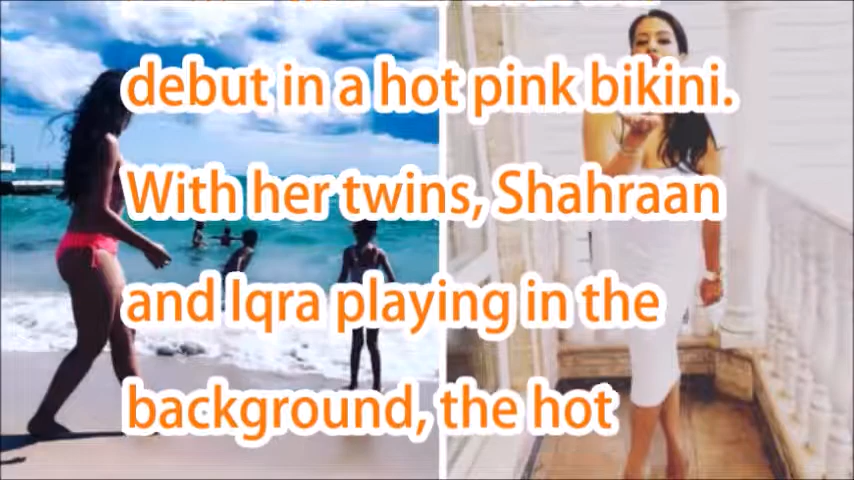 debut in a hot pink bikini.
With her twins, Shahraan
and Iqra playing in the
background, the hot